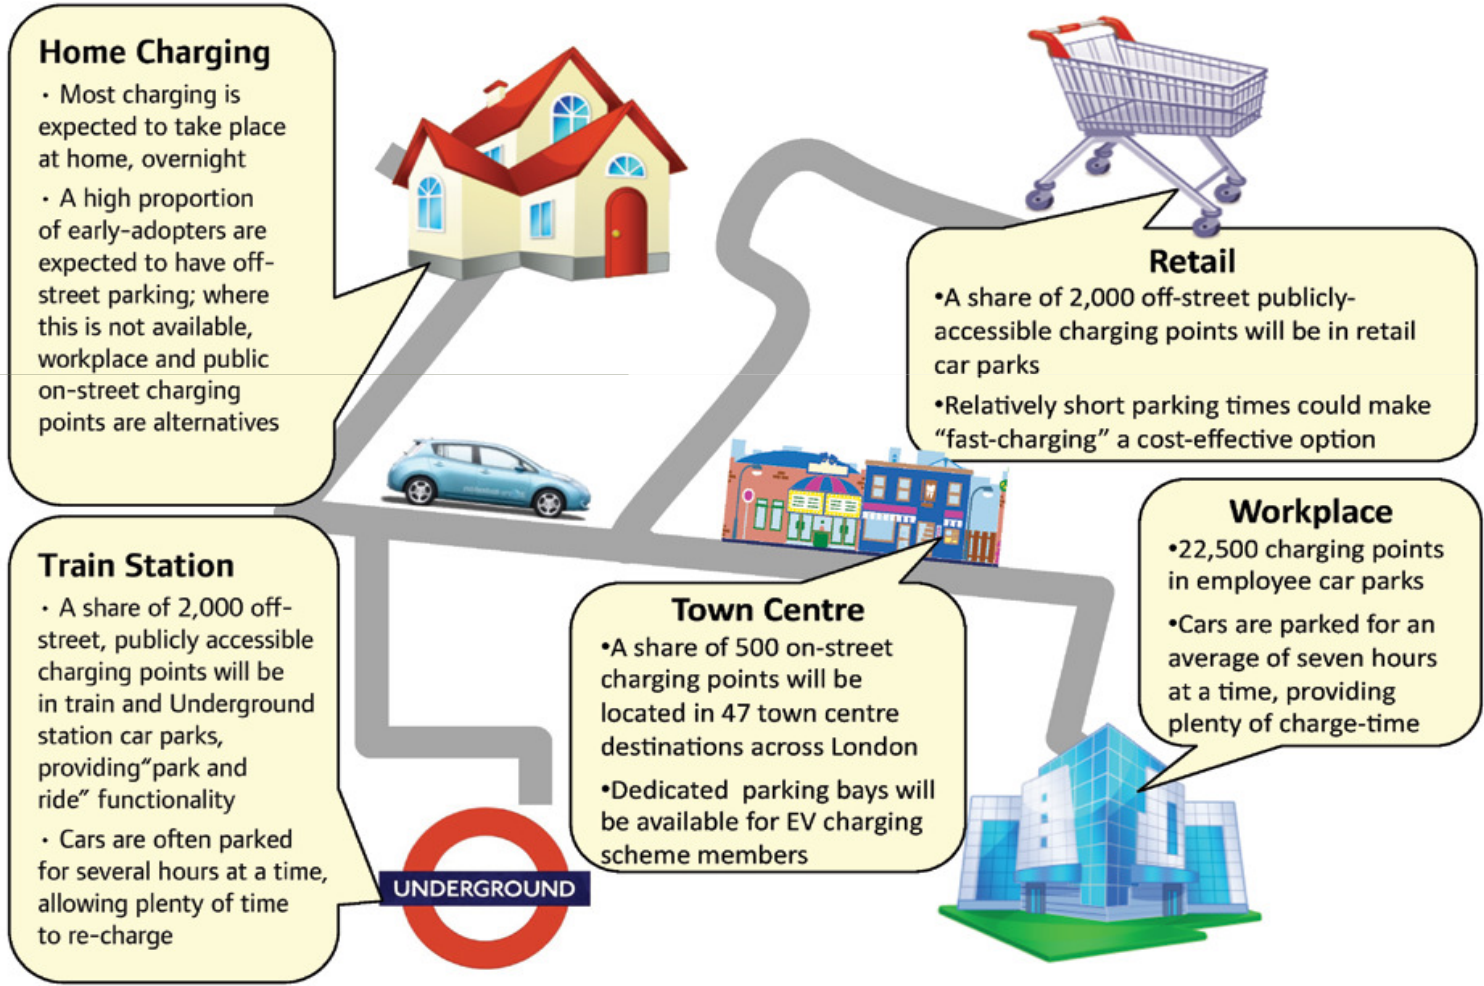 Home Charging
· Most charging is
expected to take place
at home, overnight
· A high proportion
of early-adopters are
expected to have off-
street parking; where
this is not available,
workplace and public
on-street charging
points are alternatives
Retail
•A share of 2,000 off-street publicly-
accessible charging points will be in retail
car parks
•Relatively short parking times could make
“fast-charging” a cost-effective option
Train Station
· A share of 2,000 off-
street, publicly accessible
charging points will be
in train and Underground
station car parks,
providing“park and
ride” functionality
· Cars are often parked
for several hours at a time,
allowing plenty of time
to re-charge
UNDERGROUND
Town Centre
•A share of 500 on-street
charging points will be
located in 47 town centre
destinations across London
•Dedicated  parking bays will
be available for EV charging
scheme members
Workplace
•22,500 charging points
in employee car parks
•Cars are parked for an
average of seven hours
at a time, providing
plenty of charge-time